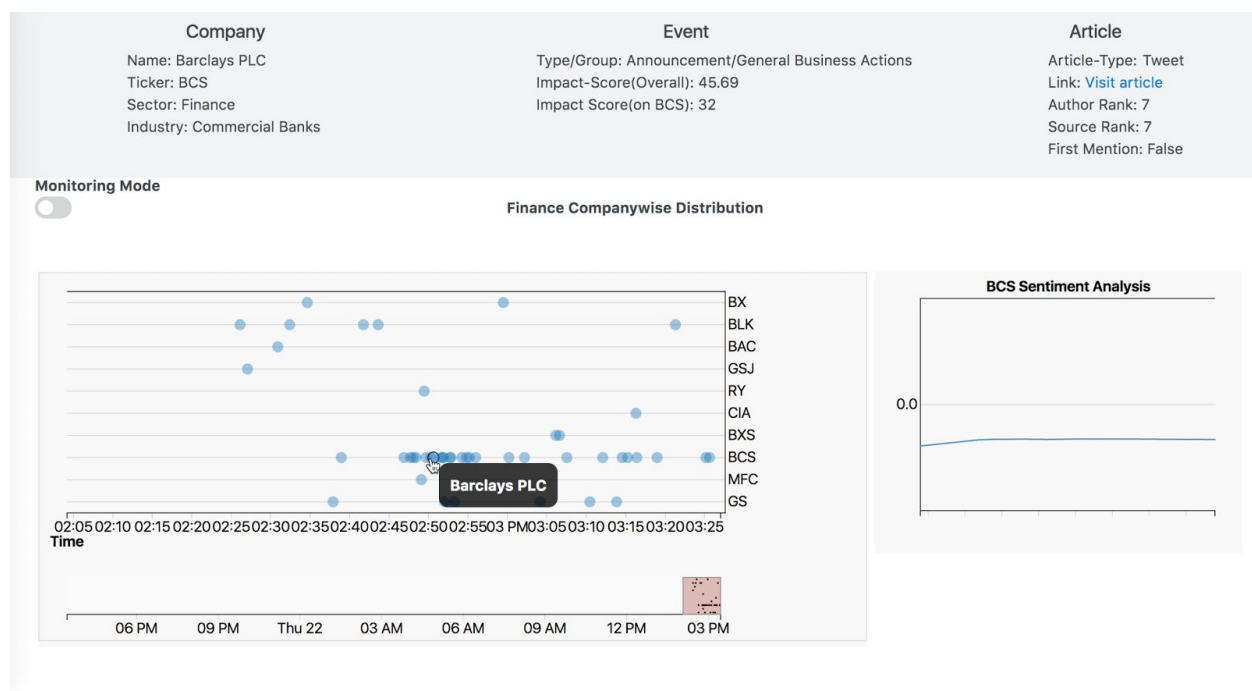 Company
Name: Barclays PLC
Ticker: BCS
Sector: Finance
Industry: Commercial Banks
Event
Type/Group: Announcement/General Business Actions
Impact-Score(Overall): 45.69
Impact Score(on BCS): 32
Article
Article-Type: Tweet
Link: Visit article
Author Rank: 7
Source Rank: 7
First Mention: False
Monitoring Mode
Finance Companywise Distribution
BX
BLK
BAC
GSJ
RY
CIA
BXS
BCS
MFC
GS
Barclays PLC
02:05 02:10 02:15 02:20 02:25 02:30 02:35 02:40 02:45 02:50 02:55 03 PM 03:05 03:10 03:15 03:20 03:25
Time
06 PM 09 PM Thu 22 03 AM 06 AM 09 AM 12 PM 03 PM
BCS Sentiment Analysis
0.0